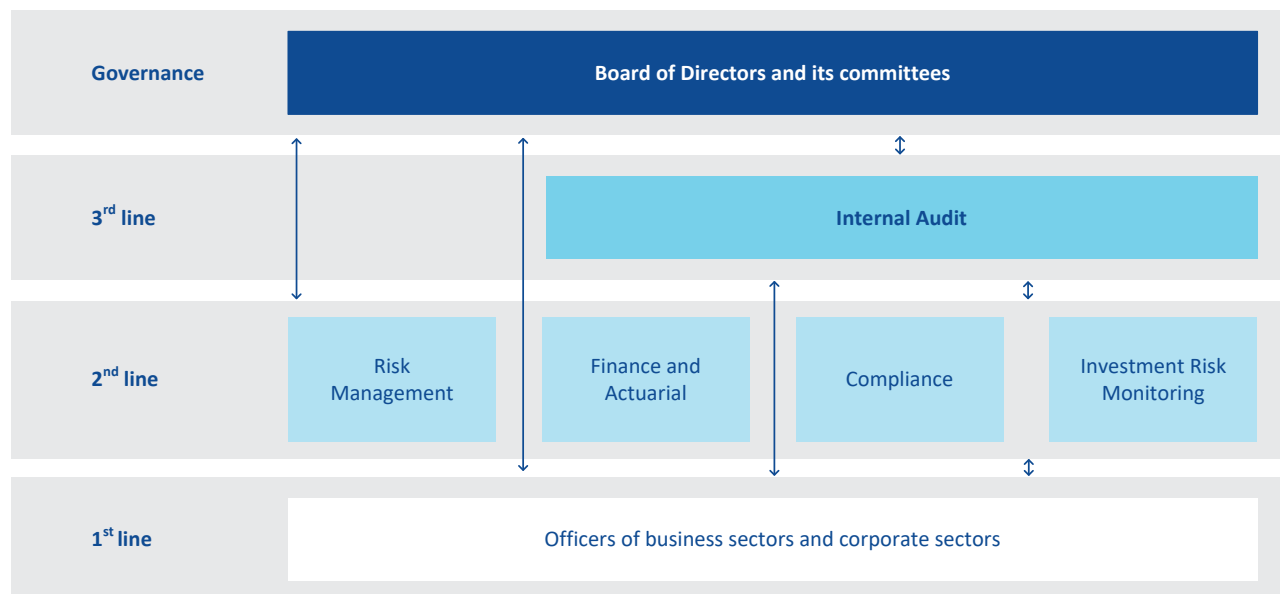 Governance
Board of Directors and its committees
3rd line
Internal Audit
2nd line
Risk
Management
Finance and
Actuarial
Compliance
Investment Risk
Monitoring
1st line
Officers of business sectors and corporate sectors